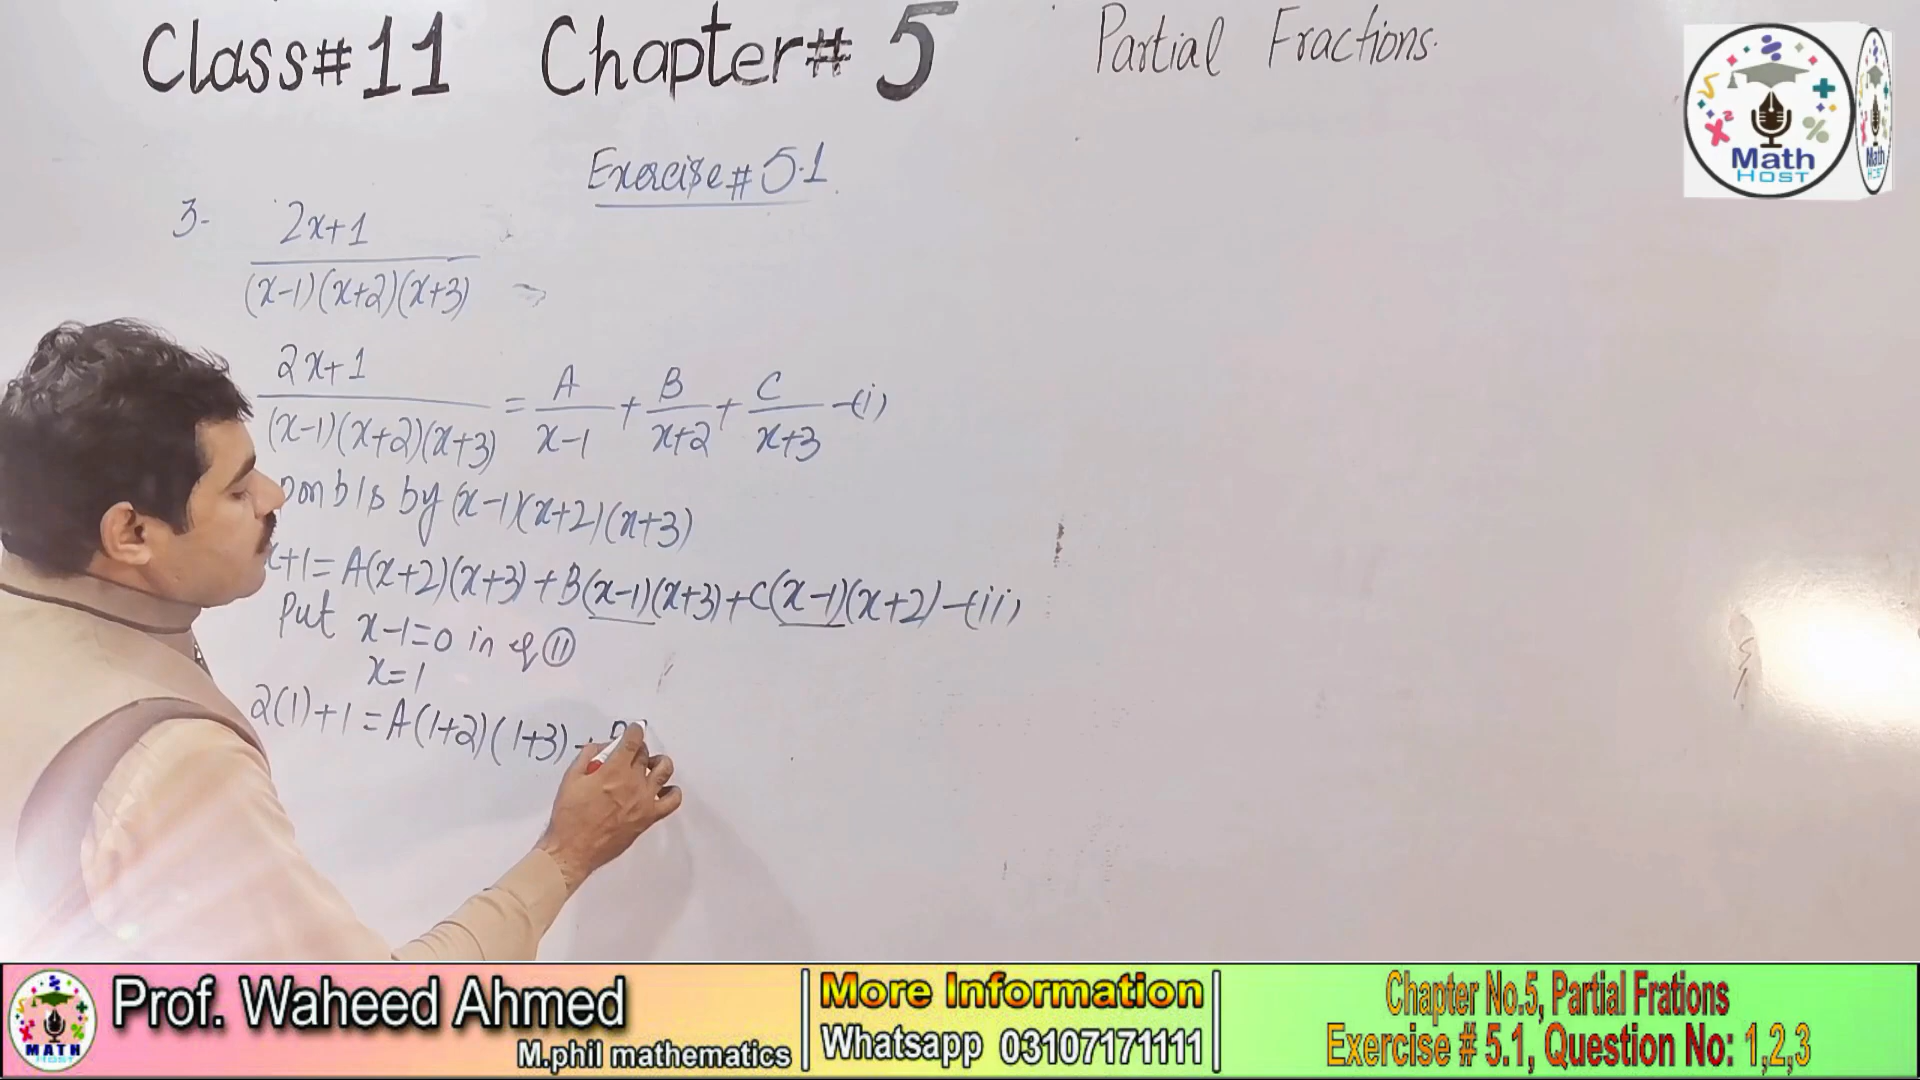 Class#11 Chapter#5 Partial Fractions.
Math
HOST
Math
HOST
Exercise#5.1
3- 2x+1
(x-1)(x+2)(x+3)
2x+1
(x-1)(x+2)(x+3) = A/x-1 + B/x+2 + C/x+3 -(i)
on b/s by (x-1)(x+2)(x+3)
x+1=A(x+2)(x+3)+B(x-1)(x+3)+C(x-1)(x+2)-(ii)
Put x-1=0 in eq (II)
x=1
2(1)+1=A(1+2)(1+3)+B
MATH
HOST
Prof. Waheed Ahmed
M.phil mathematics
More Information
Whatsapp 03107171111
Chapter No.5, Partial Frations
Exercise # 5.1, Question No: 1,2,3